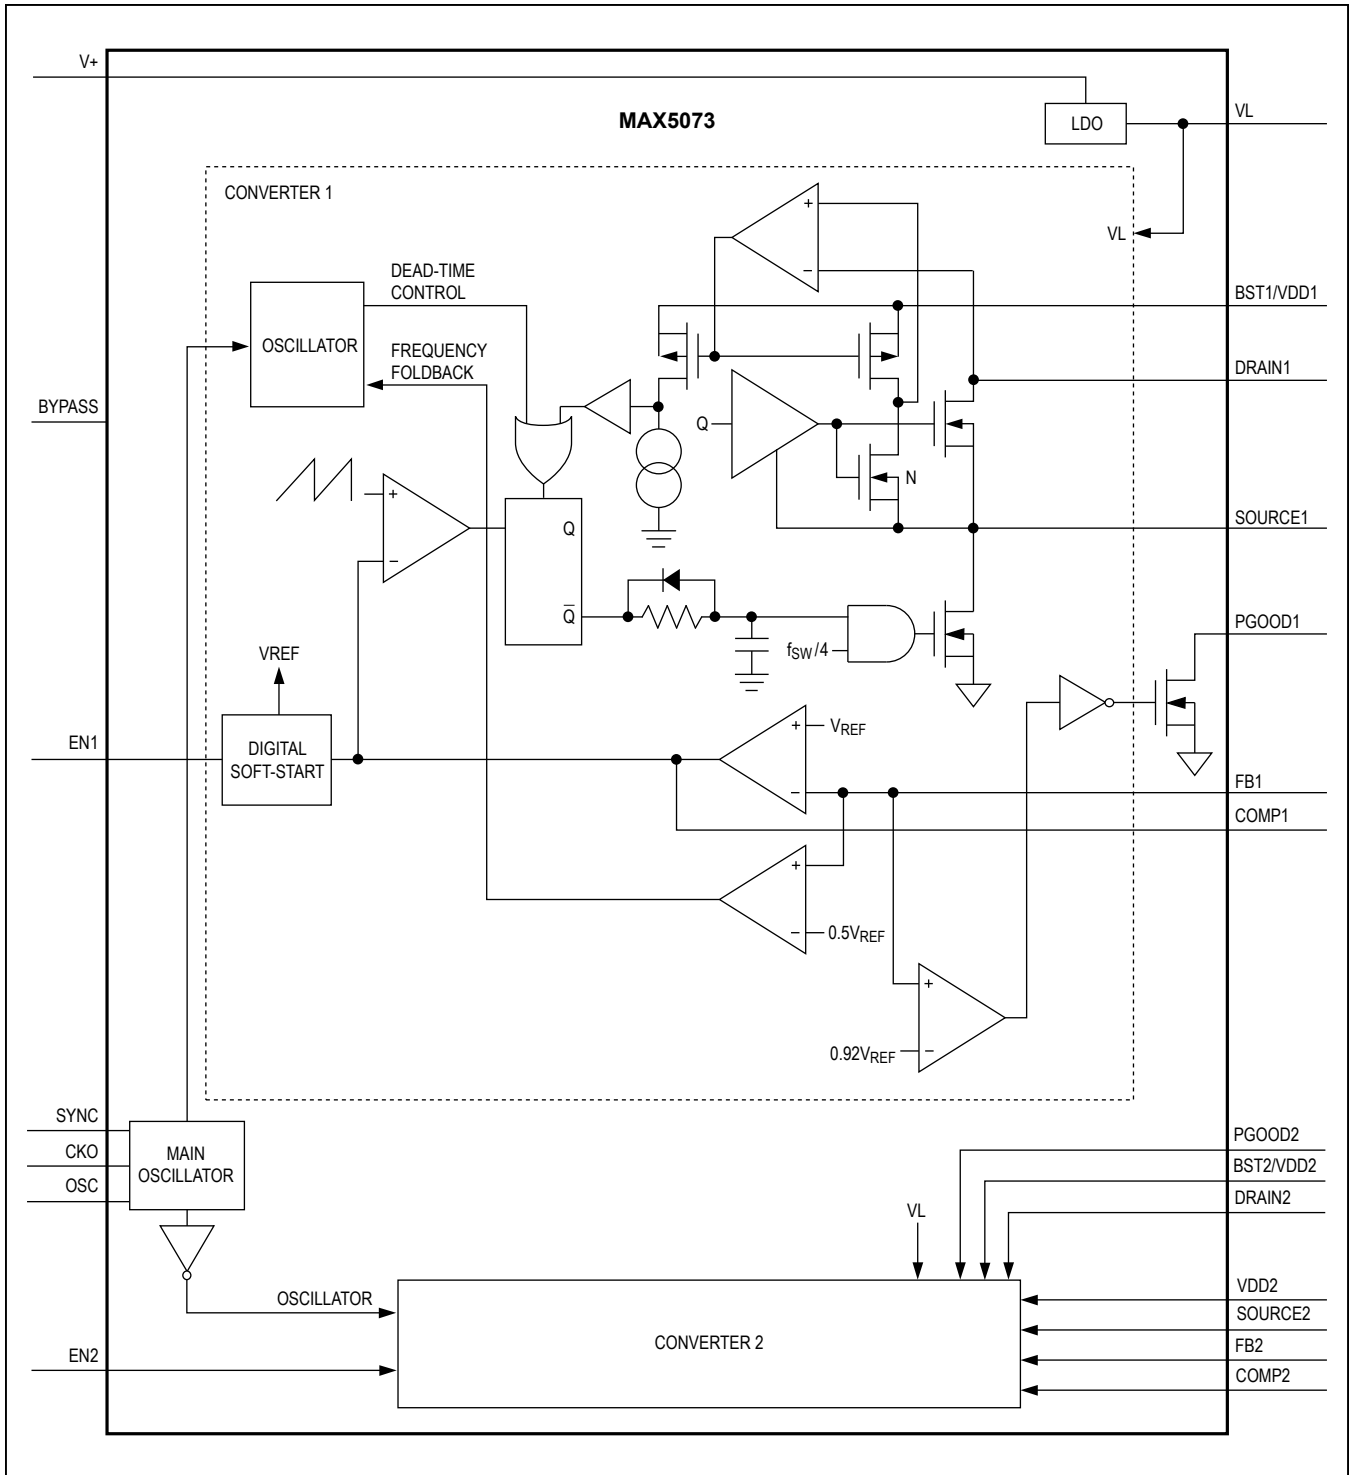 V+
MAX5073
LDO
VL
CONVERTER 1
+
−
VL
DEAD-TIME
CONTROL
BST1/VDD1
OSCILLATOR
FREQUENCY
FOLDBACK
DRAIN1
BYPASS
Q
N
+
−
Q
SOURCE1
Q̅
fSW/4
PGOOD1
VREF
EN1
DIGITAL
SOFT-START
+
VREF
−
FB1
COMP1
+
−
0.5VREF
+
0.92VREF
−
SYNC
CKO
OSC
MAIN
OSCILLATOR
PGOOD2
BST2/VDD2
DRAIN2
VL
OSCILLATOR
CONVERTER 2
VDD2
SOURCE2
FB2
COMP2
EN2